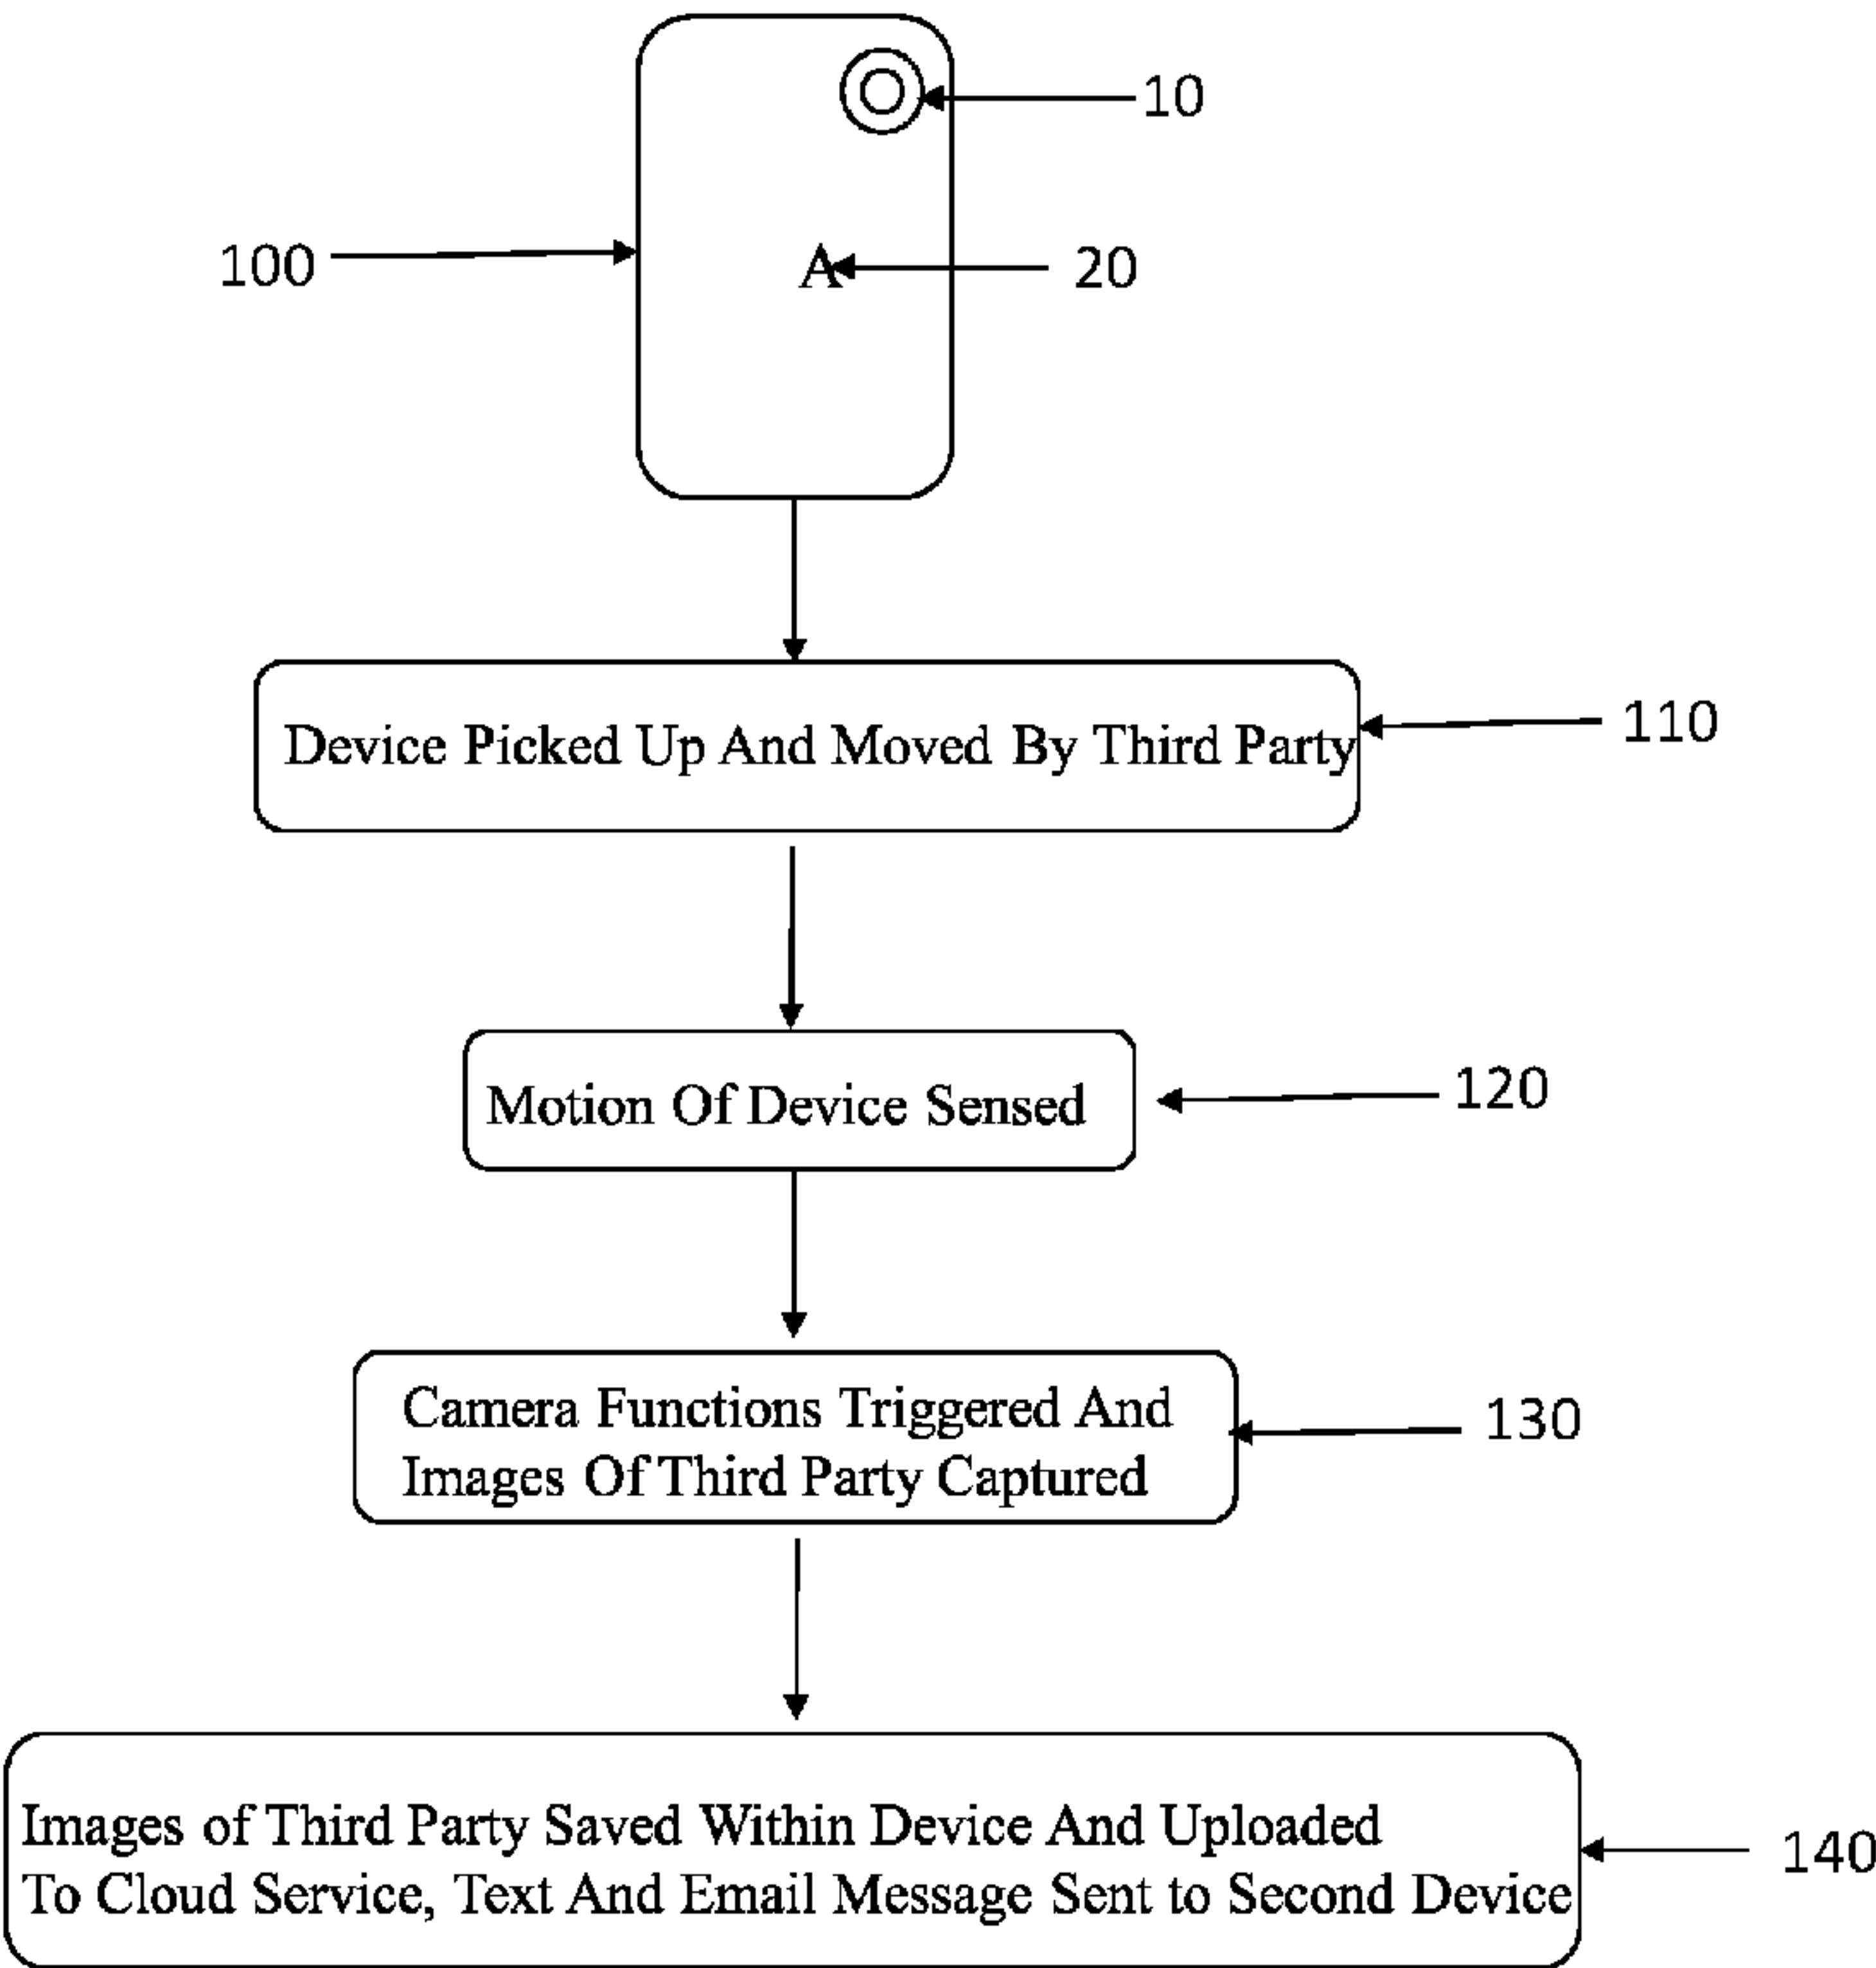 10
100
A
20
Device Picked Up And Moved By Third Party
110
Motion Of Device Sensed
120
Camera Functions Triggered And
Images Of Third Party Captured
130
Images of Third Party Saved Within Device And Uploaded
To Cloud Service, Text And Email Message Sent to Second Device
140